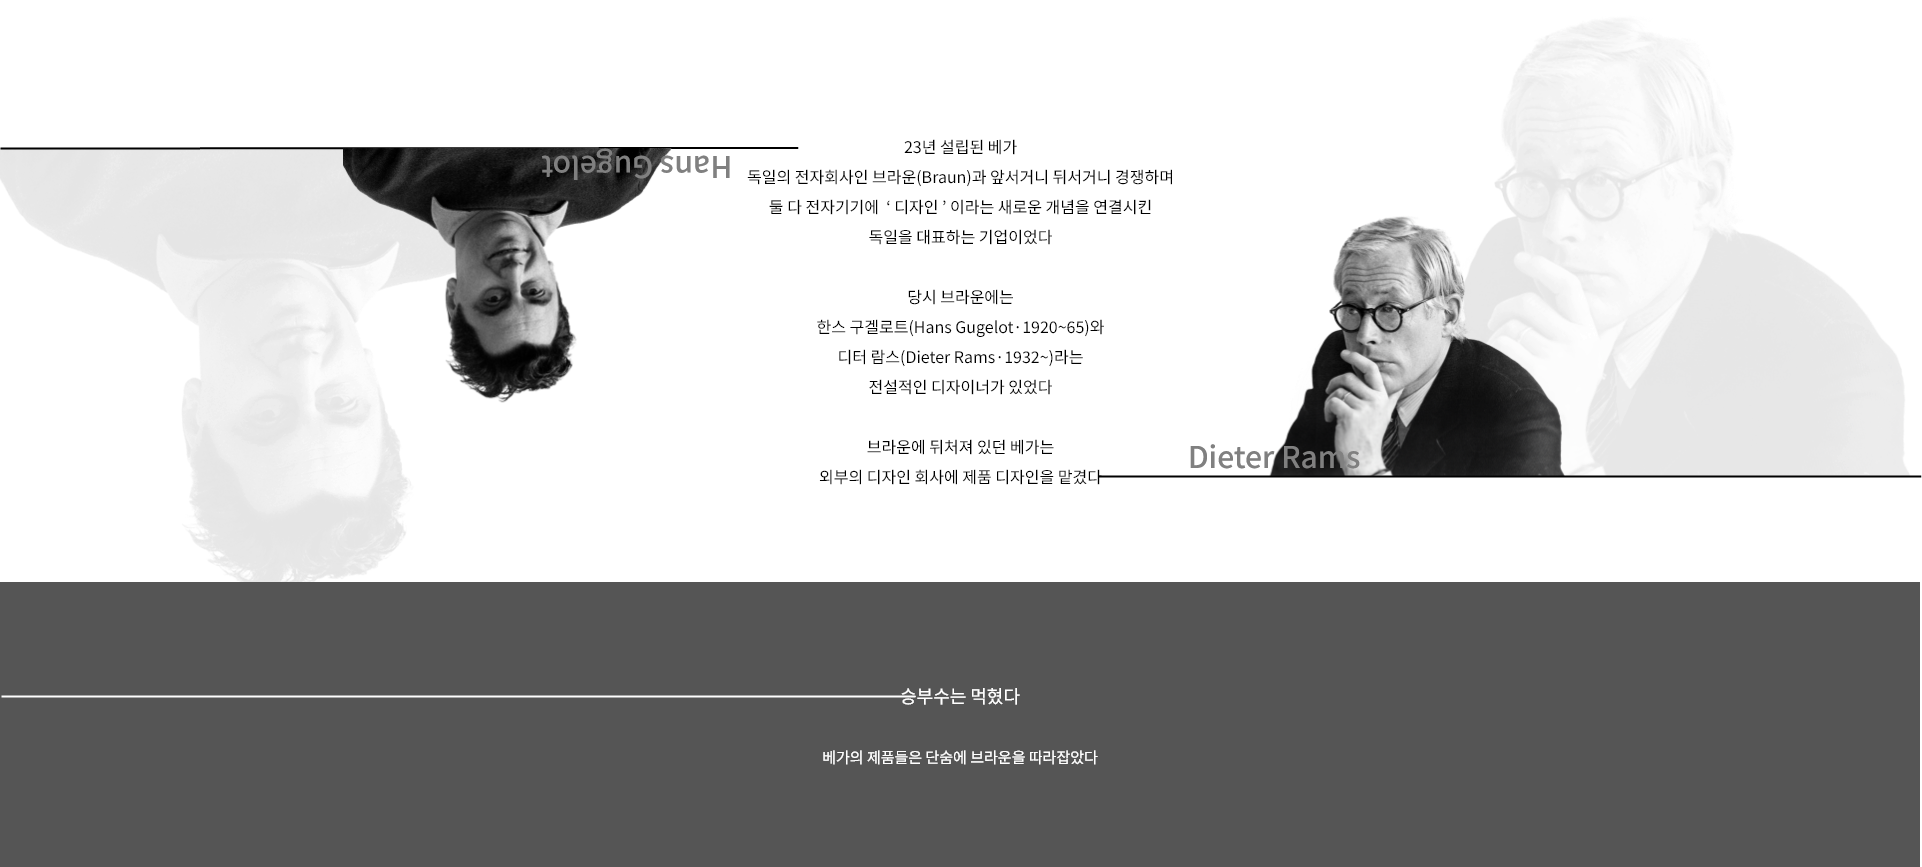 Hans Gugelot
23년 설립된 베가
독일의 전자회사인 브라운(Braun)과 앞서거니 뒤서거니 경쟁하며
둘 다 전자기기에 ‘ 디자인 ’ 이라는 새로운 개념을 연결시킨
독일을 대표하는 기업이었다
당시 브라운에는
한스 구겔로트(Hans Gugelot · 1920~65)와
디터 람스(Dieter Rams · 1932~)라는
전설적인 디자이너가 있었다
브라운에 뒤처져 있던 베가는
외부의 디자인 회사에 제품 디자인을 맡겼다
Dieter Rams
승부수는 먹혔다
베가의 제품들은 단숨에 브라운을 따라잡았다